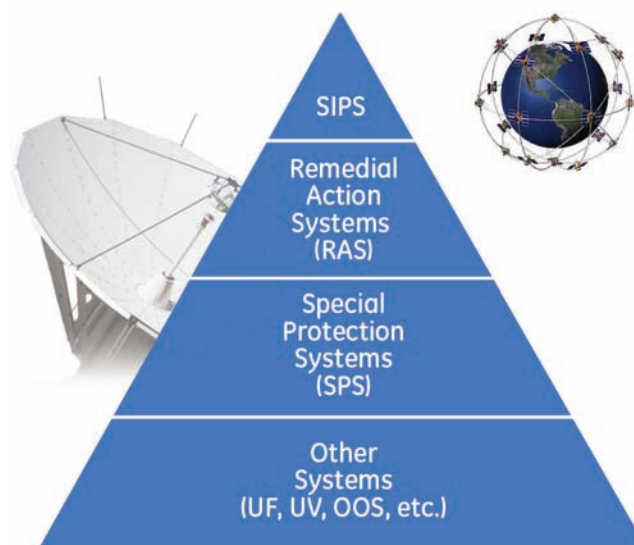 SIPS
Remedial
Action
Systems
(RAS)
Special
Protection
Systems
(SPS)
Other
Systems
(UF, UV, OOS, etc.)